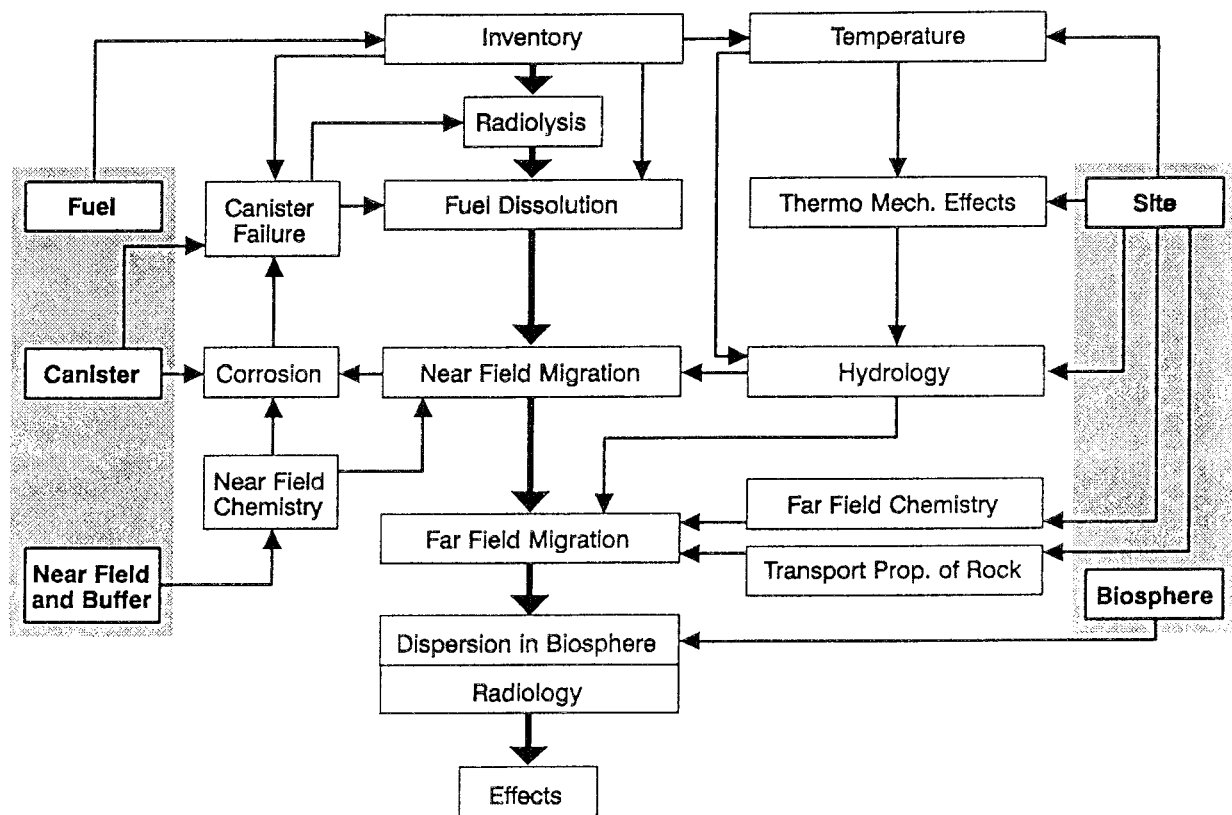 Inventory
Temperature
Radiolysis
Fuel
Canister
Failure
Fuel Dissolution
Thermo Mech. Effects
Site
Canister
Corrosion
Near Field Migration
Hydrology
Near Field
Chemistry
Far Field Chemistry
Far Field Migration
Near Field
and Buffer
Transport Prop. of Rock
Biosphere
Dispersion in Biosphere
Radiology
Effects